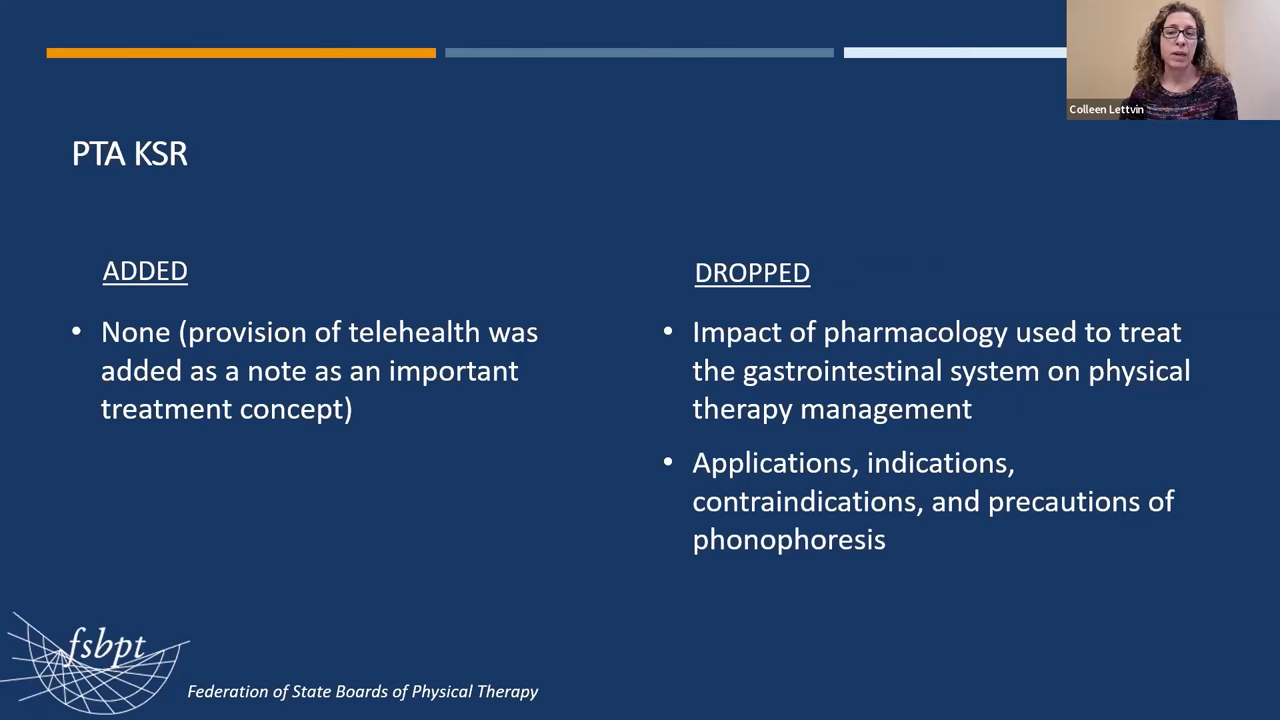 Colleen Lettvin
PTA KSR
ADDED
• None (provision of telehealth was
added as a note as an important
treatment concept)
DROPPED
• Impact of pharmacology used to treat
the gastrointestinal system on physical
therapy management
• Applications, indications,
contraindications, and precautions of
phonophoresis
fsbpt
Federation of State Boards of Physical Therapy